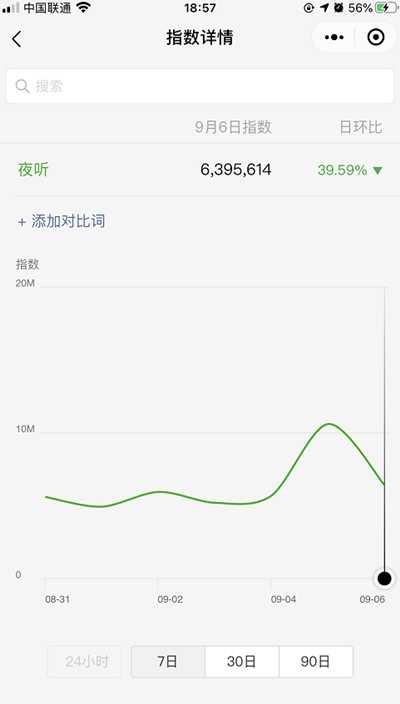 中国联通 18:57 56%
指数详情
搜索
9月6日指数 日环比
夜听 6,395,614 39.59% ▼
+ 添加对比词
指数
20M
10M
0
08-31 09-02 09-04 09-06
24小时 7日 30日 90日